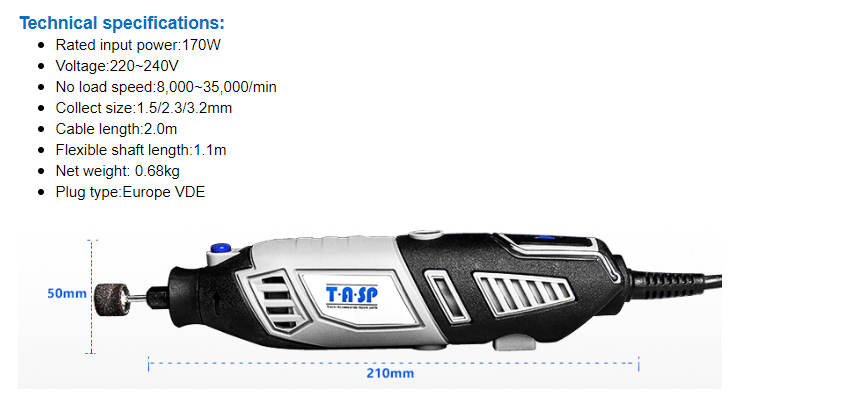 Technical specifications:
Rated input power:170W
Voltage:220~240V
No load speed:8,000~35,000/min
Collect size:1.5/2.3/3.2mm
Cable length:2.0m
Flexible shaft length:1.1m
Net weight: 0.68kg
Plug type:Europe VDE
50mm
T·A·SP
210mm